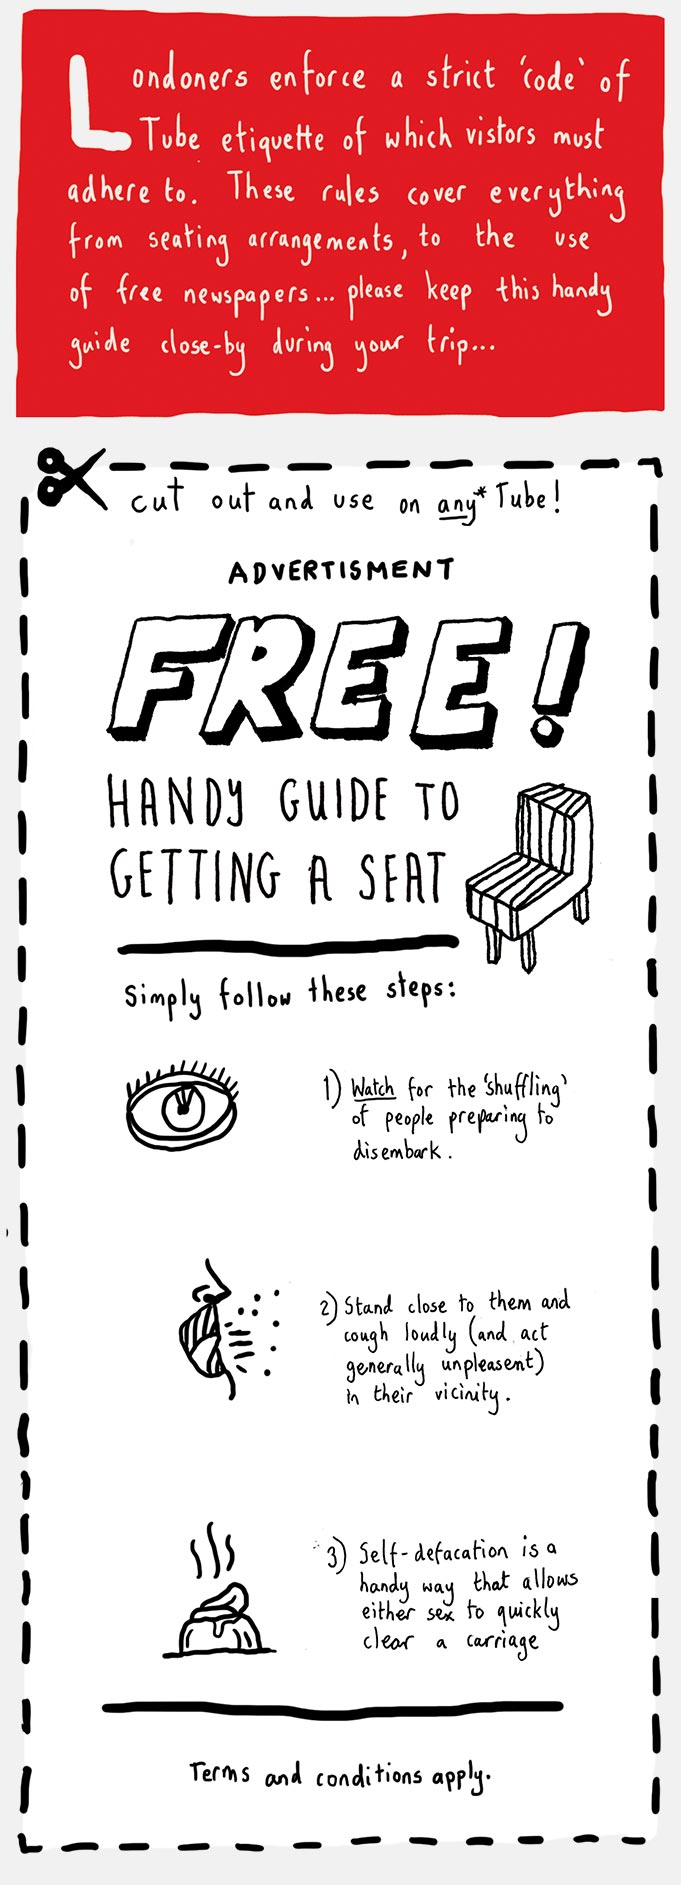 Londoners enforce a strict 'code' of
Tube etiquette of which vistors must
adhere to. These rules cover everything
from seating arrangements, to the use
of free newspapers... please keep this handy
guide close-by during your trip...
cut out and use on any* Tube!
ADVERTISMENT
FREE!
HANDY GUIDE TO
GETTING A SEAT
Simply follow these steps:
1) Watch for the 'shuffling'
of people preparing to
disembark.
2) Stand close to them and
cough loudly (and act
generally unpleasent)
in their vicinity.
3) Self-defacation is a
handy way that allows
either sex to quickly
clear a carriage
Terms and conditions apply.